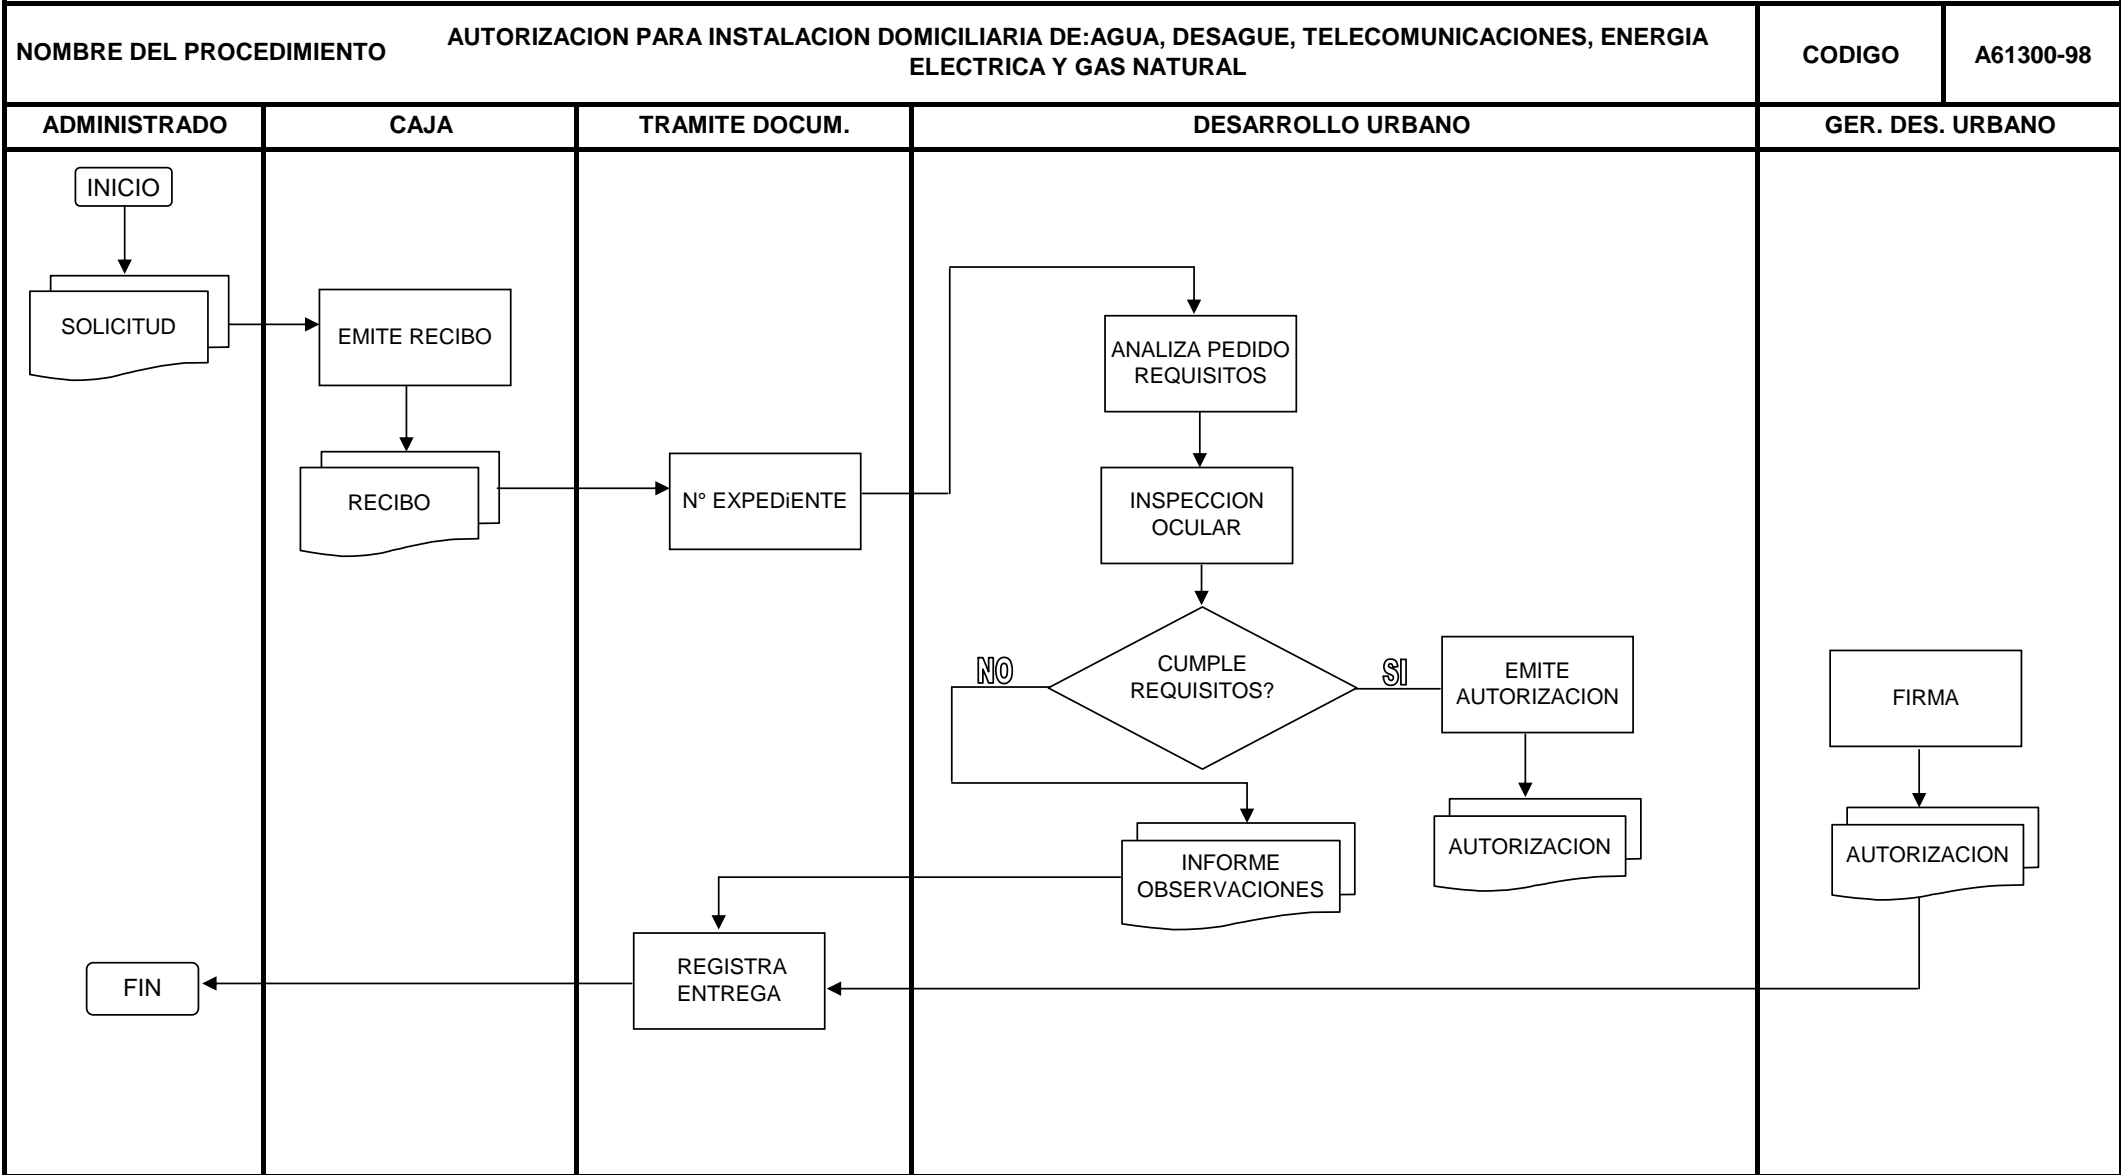 NOMBRE DEL PROCEDIMIENTO
AUTORIZACION PARA INSTALACION DOMICILIARIA DE:AGUA, DESAGUE, TELECOMUNICACIONES, ENERGIA
ELECTRICA Y GAS NATURAL
CODIGO
A61300-98
ADMINISTRADO
CAJA
TRAMITE DOCUM.
DESARROLLO URBANO
GER. DES. URBANO
INICIO
SOLICITUD
EMITE RECIBO
RECIBO
N° EXPEDiENTE
ANALIZA PEDIDO
REQUISITOS
INSPECCION
OCULAR
CUMPLE
REQUISITOS?
NO
SI
EMITE
AUTORIZACION
FIRMA
AUTORIZACION
AUTORIZACION
INFORME
OBSERVACIONES
REGISTRA
ENTREGA
FIN